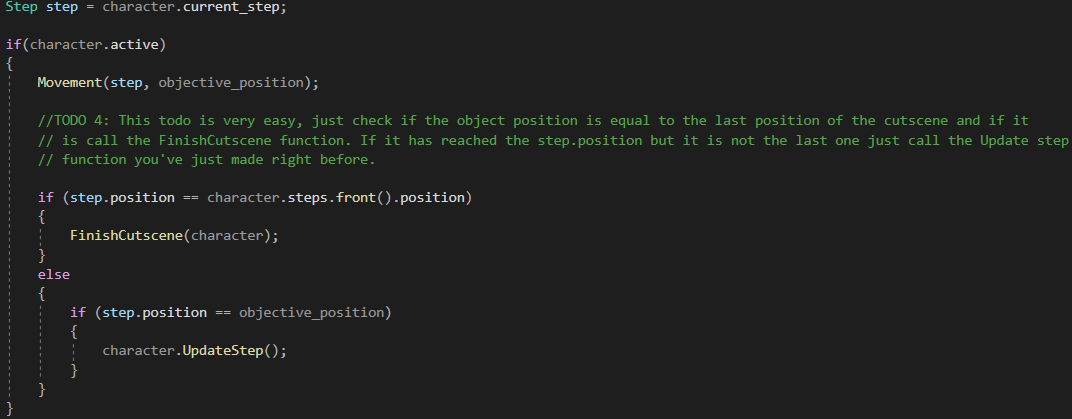 Step step = character.current_step;
if(character.active)
{
Movement(step, objective_position);
//TODO 4: This todo is very easy, just check if the object position is equal to the last position of the cutscene and if it
// is call the FinishCutscene function. If it has reached the step.position but it is not the last one just call the Update step
// function you've just made right before.
if (step.position == character.steps.front().position)
{
FinishCutscene(character);
}
else
{
if (step.position == objective_position)
{
character.UpdateStep();
}
}
}